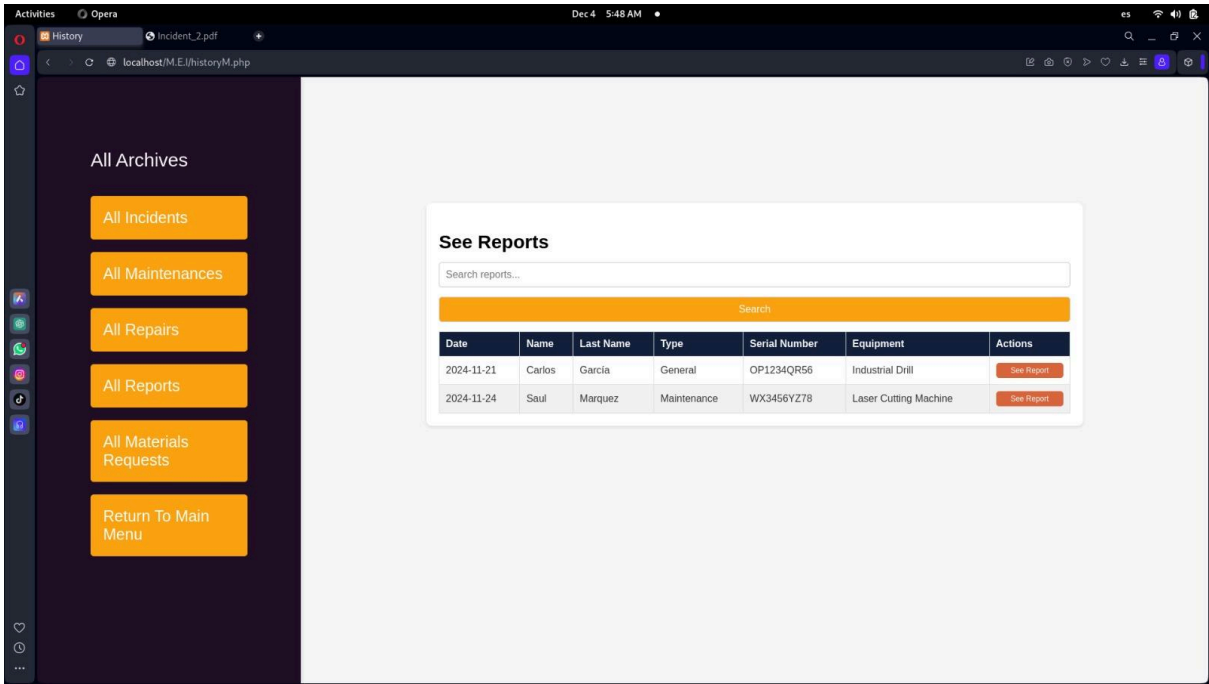 Activities Opera Dec 4 5:48 AM es
History Incident_2.pdf
localhost/M.E.I/historyM.php
All Archives
All Incidents
All Maintenances
All Repairs
All Reports
All Materials
Requests
Return To Main
Menu
See Reports
Search reports...
Search
Date Name Last Name Type Serial Number Equipment Actions
2024-11-21 Carlos García General OP1234QR56 Industrial Drill See Report
2024-11-24 Saul Marquez Maintenance WX3456YZ78 Laser Cutting Machine See Report